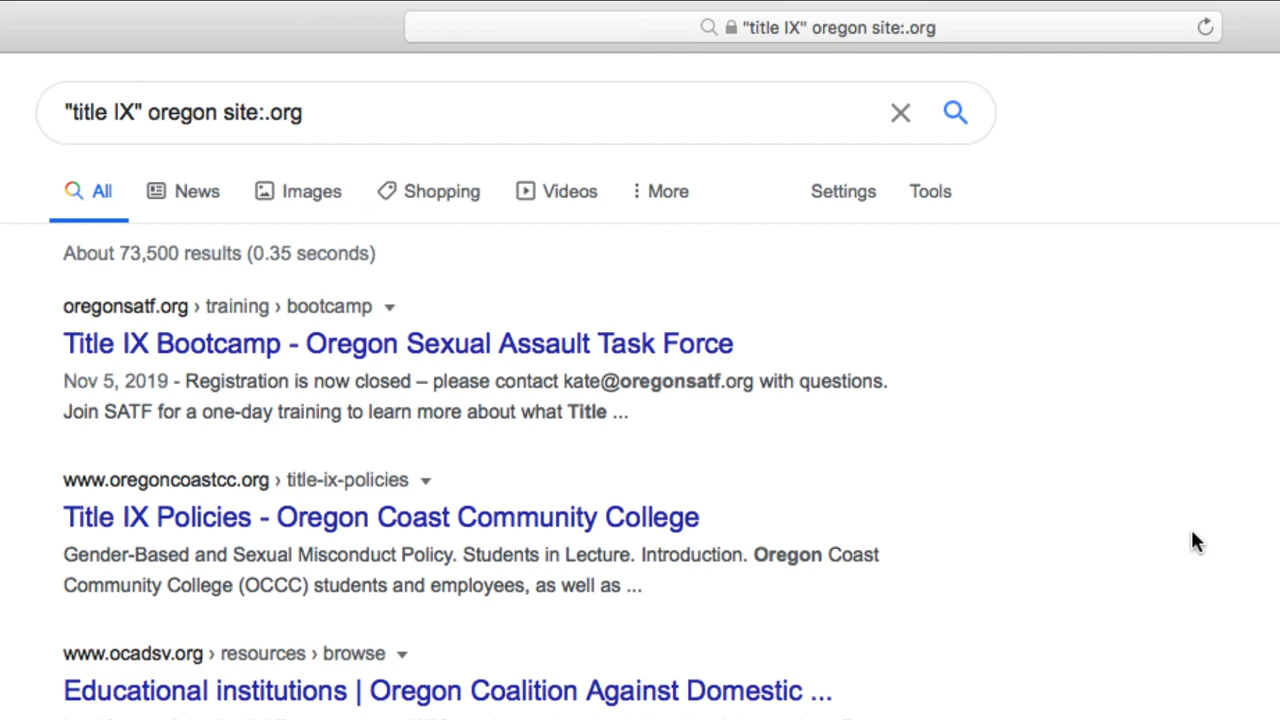 "title IX" oregon site:.org
"title IX" oregon site:.org
All News Images Shopping Videos More Settings Tools
About 73,500 results (0.35 seconds)
oregonsatf.org › training › bootcamp
Title IX Bootcamp - Oregon Sexual Assault Task Force
Nov 5, 2019 - Registration is now closed – please contact kate@oregonsatf.org with questions.
Join SATF for a one-day training to learn more about what Title ...
www.oregoncoastcc.org › title-ix-policies
Title IX Policies - Oregon Coast Community College
Gender-Based and Sexual Misconduct Policy. Students in Lecture. Introduction. Oregon Coast
Community College (OCCC) students and employees, as well as ...
www.ocadsv.org › resources › browse
Educational institutions | Oregon Coalition Against Domestic ...